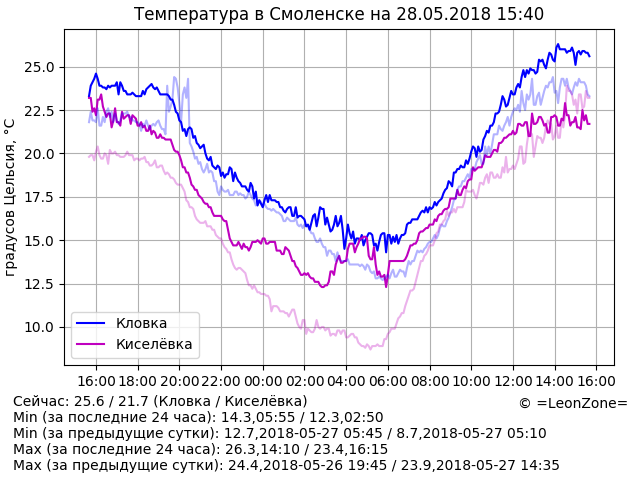 Температура в Смоленске на 28.05.2018 15:40
градусов Цельсия, °C
25.0
22.5
20.0
17.5
15.0
12.5
10.0
Кловка
Киселёвка
16:00 18:00 20:00 22:00 00:00 02:00 04:00 06:00 08:00 10:00 12:00 14:00 16:00
Сейчас: 25.6 / 21.7 (Кловка / Киселёвка)
© =LeonZone=
Min (за последние 24 часа): 14.3,05:55 / 12.3,02:50
Min (за предыдущие сутки): 12.7,2018-05-27 05:45 / 8.7,2018-05-27 05:10
Max (за последние 24 часа): 26.3,14:10 / 23.4,16:15
Max (за предыдущие сутки): 24.4,2018-05-26 19:45 / 23.9,2018-05-27 14:35